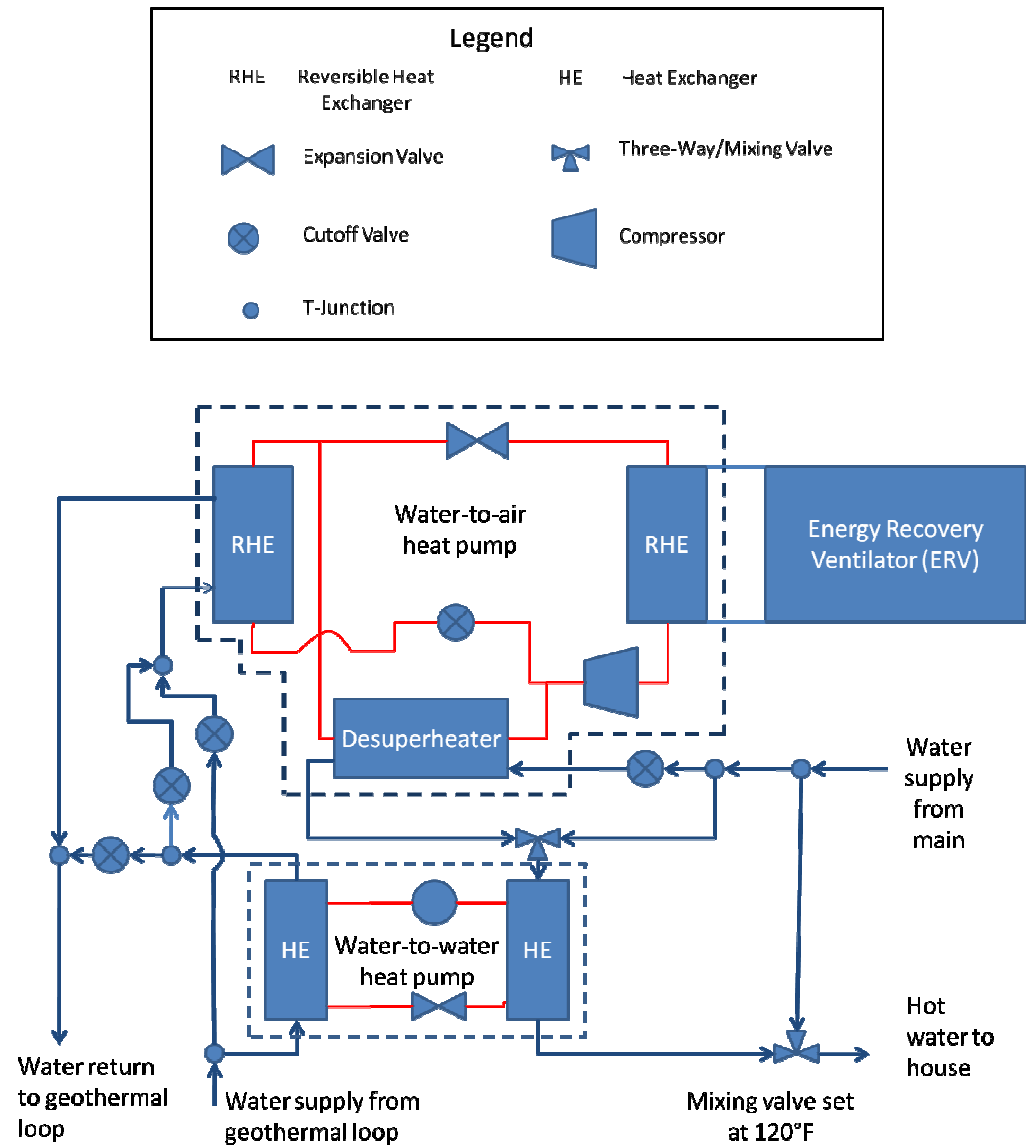 Legend
RHE
Reversible Heat
Exchanger
HE
Heat Exchanger
Expansion Valve
Three-Way/Mixing Valve
Cutoff Valve
Compressor
T-Junction
Water-to-air
heat pump
RHE
RHE
Energy Recovery
Ventilator (ERV)
Desuperheater
Water
supply
from
main
HE
Water-to-water
heat pump
HE
Hot
water to
house
Water return
to geothermal
loop
Water supply from
geothermal loop
Mixing valve set
at 120°F